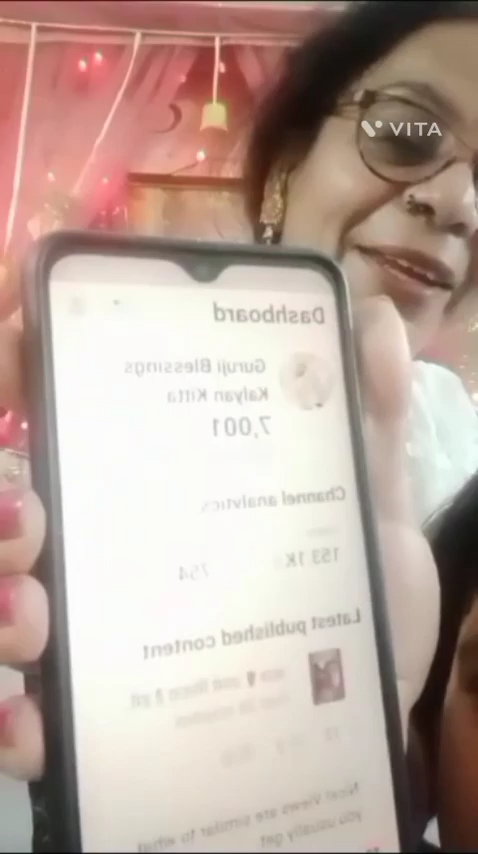 VITA
Dashboard
Guruji Blessings
Kalyan Kitta
7,001
Channel analytics
153.1K 754
Latest published content
Nice! Views are similar to what
you usually get